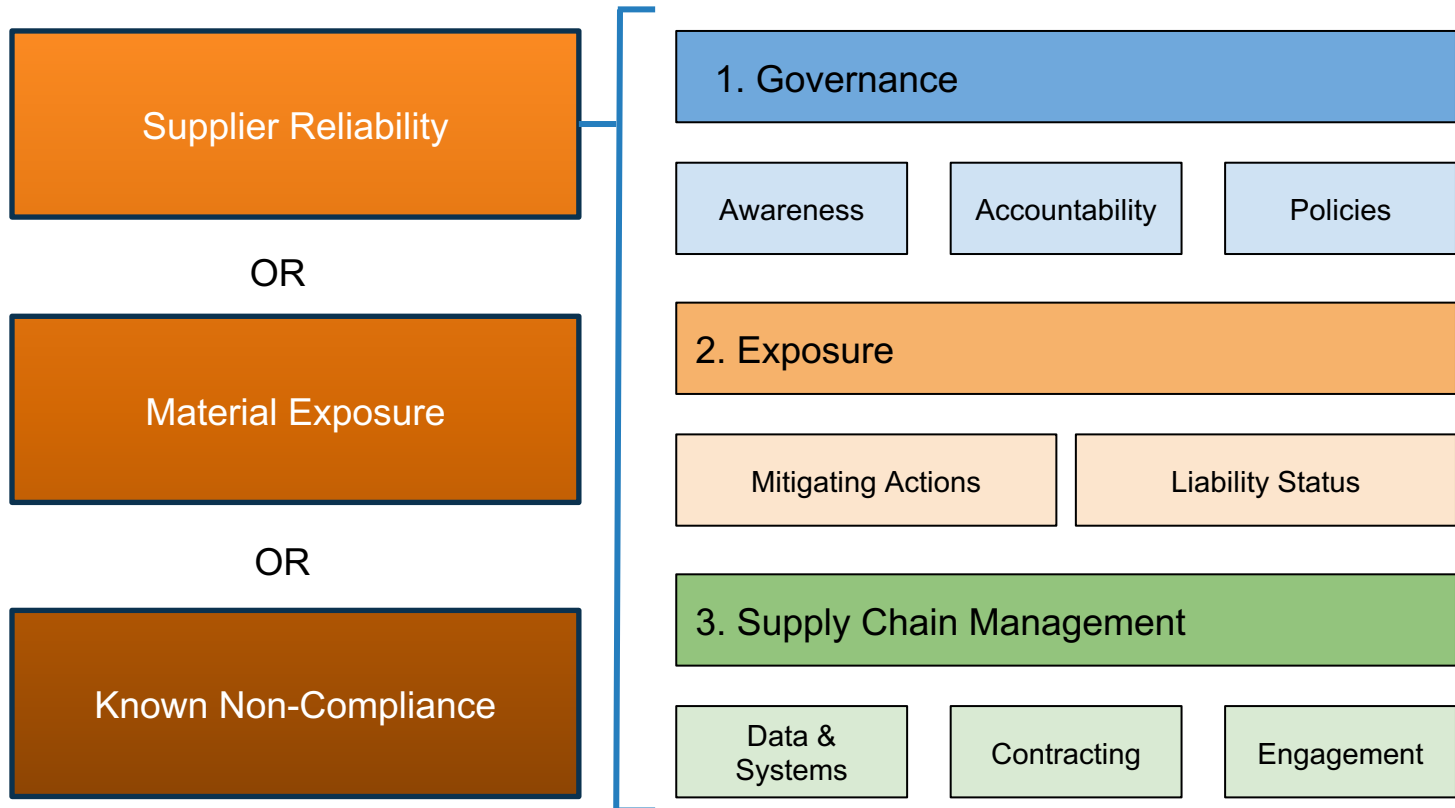 Supplier Reliability
OR
Material Exposure
OR
Known Non-Compliance
1. Governance
Awareness
Accountability
Policies
2. Exposure
Mitigating Actions
Liability Status
3. Supply Chain Management
Data &
Systems
Contracting
Engagement